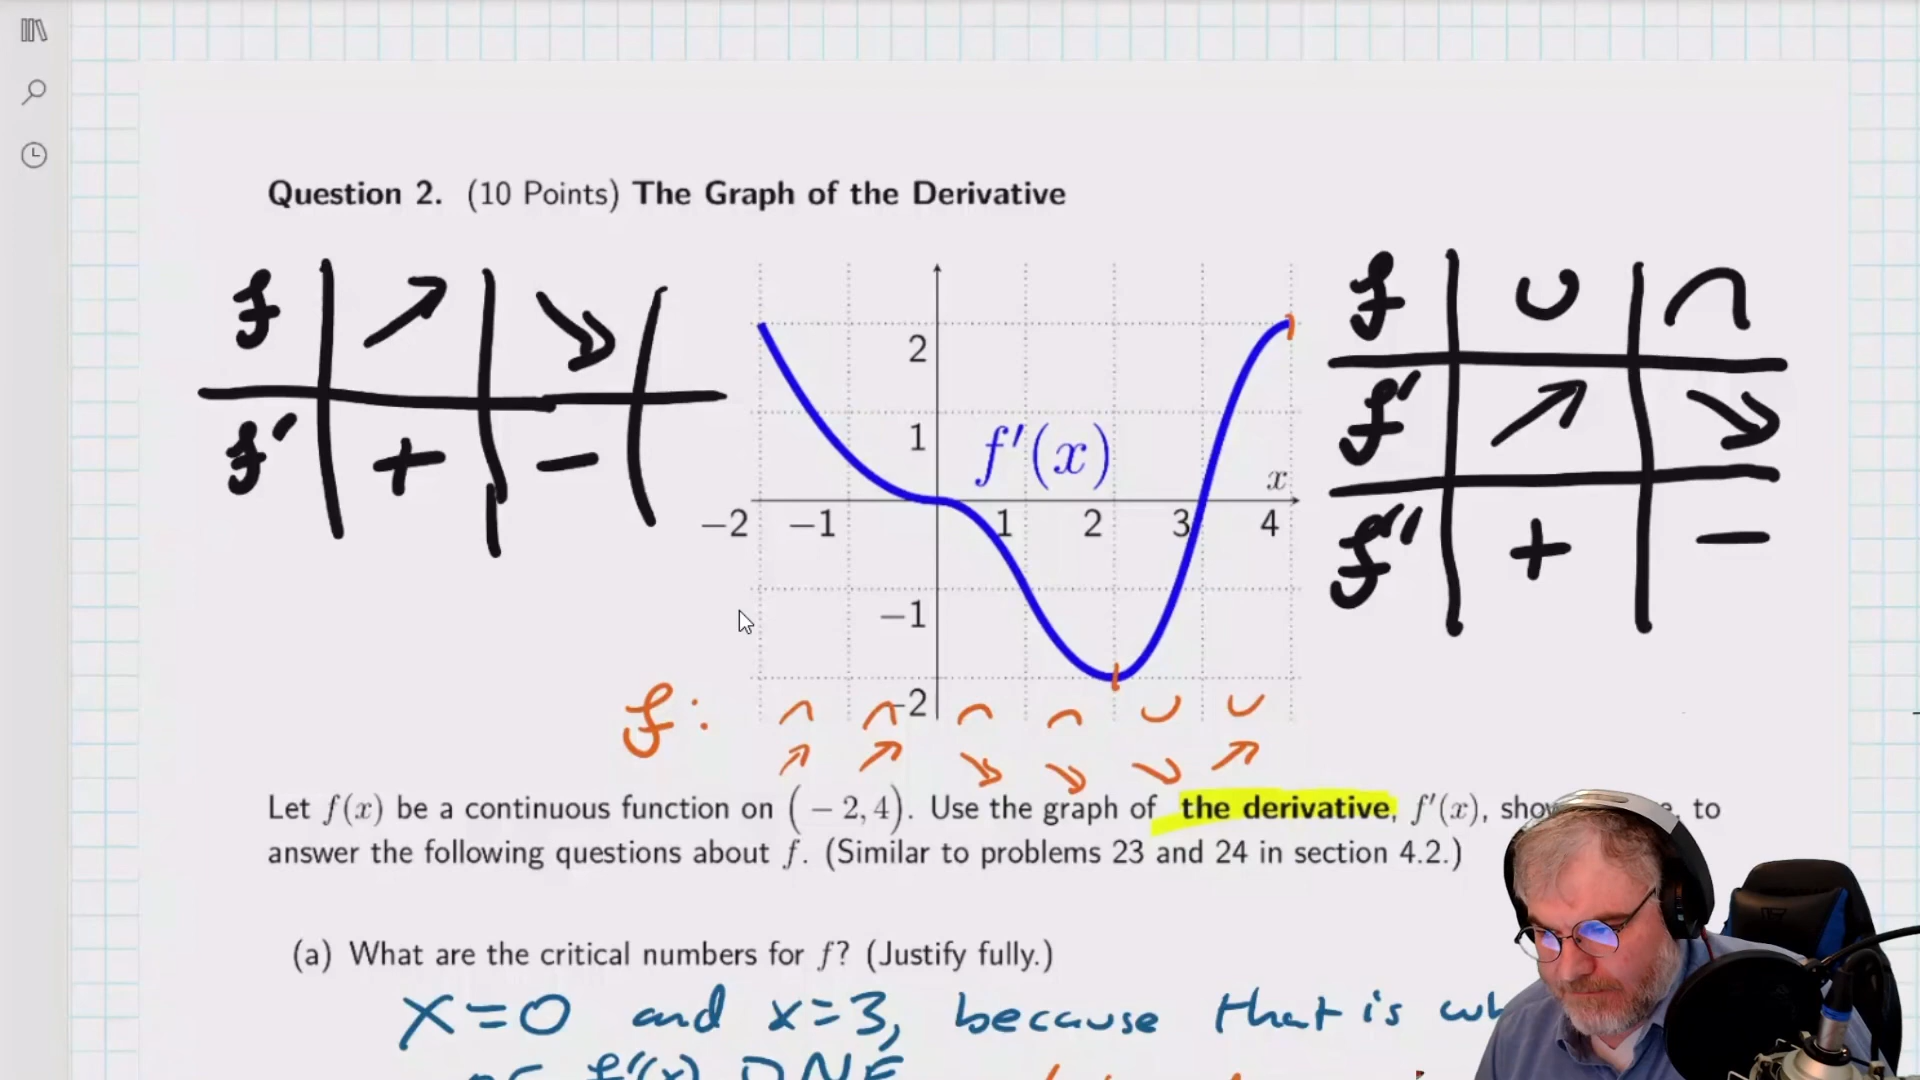 Question 2. (10 Points) The Graph of the Derivative
f ↗ ↘
f' + −
2
1
f′(x)
x
−2 −1 1 2 3 4
−1
−2
f ∪ ∩
f' ↗ ↘
f'' + −
f: ∩ ∩ ∩ ∩ ∪ ∪
↗ ↗ ↘ ↘ ↘ ↗
Let f(x) be a continuous function on (−2, 4). Use the graph of the derivative, f′(x), to
answer the following questions about f. (Similar to problems 23 and 24 in section 4.2.)
(a) What are the critical numbers for f? (Justify fully.)
x=0 and x=3, because that is
f'(x) DNE